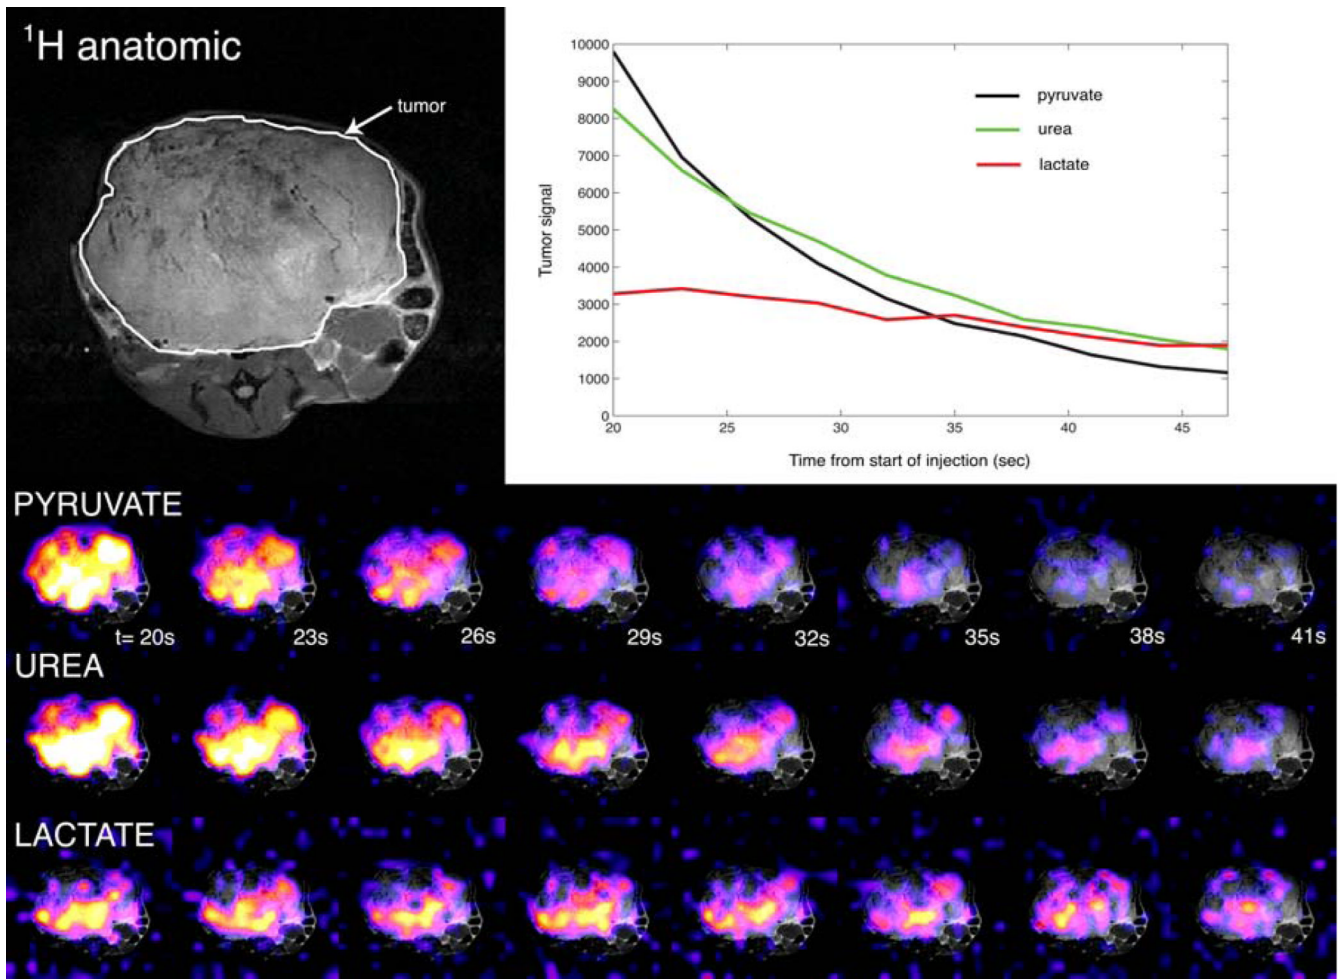 ¹H anatomic
tumor
10000
9000
8000
7000
6000
5000
4000
3000
2000
1000
0
Tumor signal
pyruvate
urea
lactate
20 25 30 35 40 45
Time from start of injection (sec)
PYRUVATE
t= 20s 23s 26s 29s 32s 35s 38s 41s
UREA
LACTATE